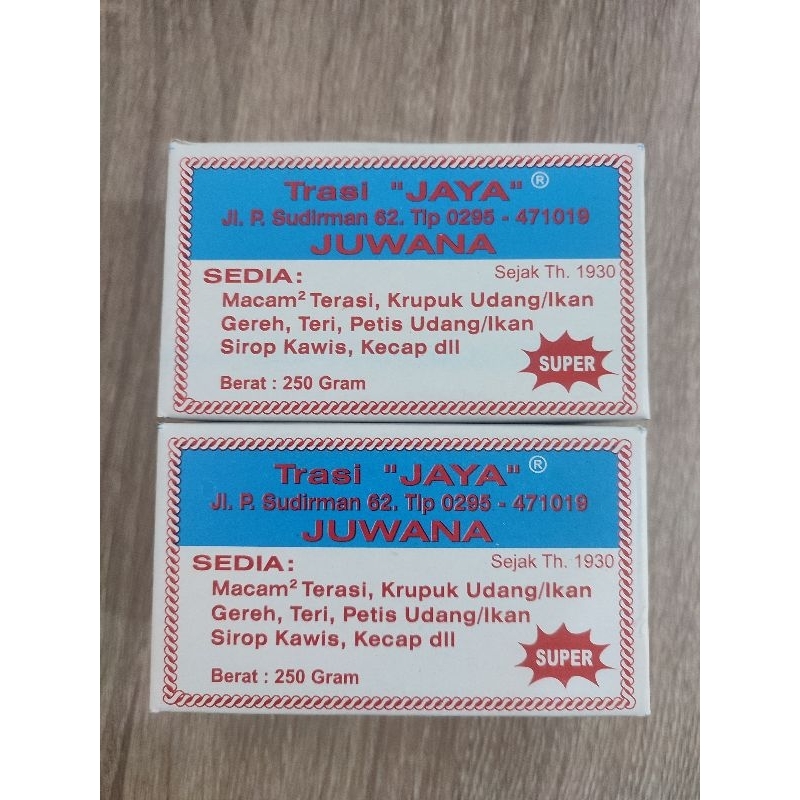 Trasi "JAYA" ®
Jl. P. Sudirman 62. Tlp 0295 - 471019
JUWANA
SEDIA:
Sejak Th. 1930
Macam² Terasi, Krupuk Udang/Ikan
Gereh, Teri, Petis Udang/Ikan
Sirop Kawis, Kecap dll
SUPER
Berat : 250 Gram
Trasi "JAYA" ®
Jl. P. Sudirman 62. Tlp 0295 - 471019
JUWANA
SEDIA:
Sejak Th. 1930
Macam² Terasi, Krupuk Udang/Ikan
Gereh, Teri, Petis Udang/Ikan
Sirop Kawis, Kecap dll
SUPER
Berat : 250 Gram